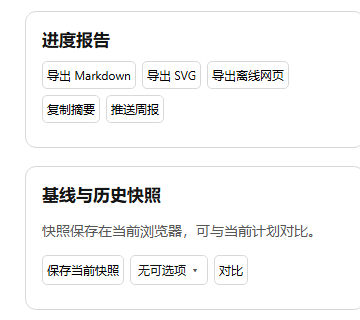 进度报告
导出 Markdown 导出 SVG 导出离线网页
复制摘要 推送周报
基线与历史快照
快照保存在当前浏览器，可与当前计划对比。
保存当前快照 无可选项 对比